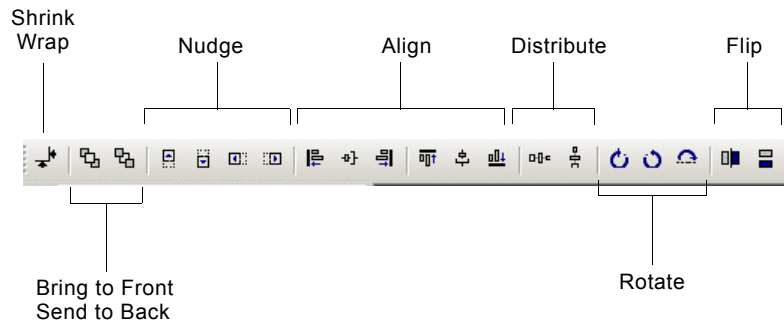 Shrink
Wrap
Nudge
Align
Distribute
Flip
Bring to Front
Send to Back
Rotate